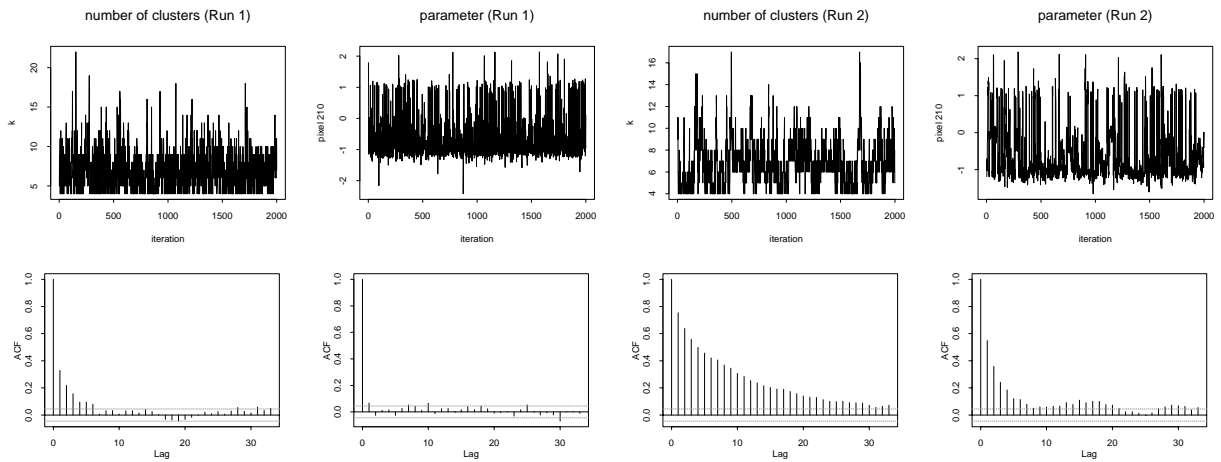 number of clusters (Run 1)
parameter (Run 1)
number of clusters (Run 2)
parameter (Run 2)
k
5 10 15 20
0 500 1000 1500 2000
iteration
pixel 210
-2 -1 0 1 2
0 500 1000 1500 2000
iteration
k
4 6 8 10 12 14 16
0 500 1000 1500 2000
iteration
pixel 210
-1 0 1 2
0 500 1000 1500 2000
iteration
ACF
0.0 0.2 0.4 0.6 0.8 1.0
0 10 20 30
Lag
ACF
0.0 0.2 0.4 0.6 0.8 1.0
0 10 20 30
Lag
ACF
0.0 0.2 0.4 0.6 0.8 1.0
0 10 20 30
Lag
ACF
0.0 0.2 0.4 0.6 0.8 1.0
0 10 20 30
Lag